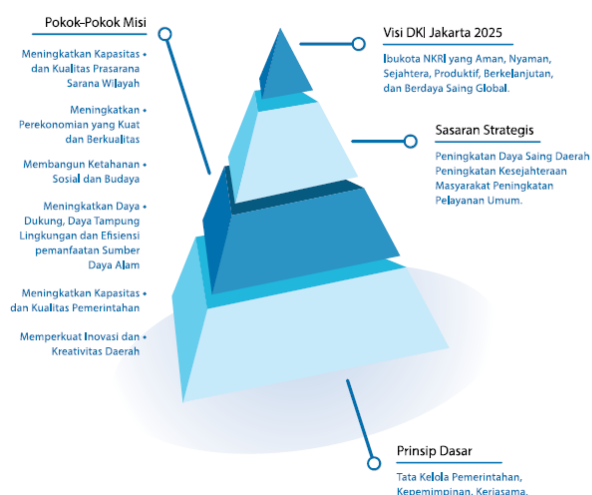 Pokok-Pokok Misi
Meningkatkan Kapasitas •
dan Kualitas Prasarana
Sarana Wilayah
Meningkatkan •
Perekonomian yang Kuat
dan Berkualitas
Membangun Ketahanan •
Sosial dan Budaya
Meningkatkan Daya •
Dukung, Daya Tampung
Lingkungan dan Efisiensi
pemanfaatan Sumber
Daya Alam
Meningkatkan Kapasitas •
dan Kualitas Pemerintahan
Memperkuat Inovasi dan •
Kreativitas Daerah
Visi DKI Jakarta 2025
Ibukota NKRI yang Aman, Nyaman,
Sejahtera, Produktif, Berkelanjutan,
dan Berdaya Saing Global.
Sasaran Strategis
Peningkatan Daya Saing Daerah
Peningkatan Kesejahteraan
Masyarakat Peningkatan
Pelayanan Umum.
Prinsip Dasar
Tata Kelola Pemerintahan,
Kepemimpinan, Kerjasama,